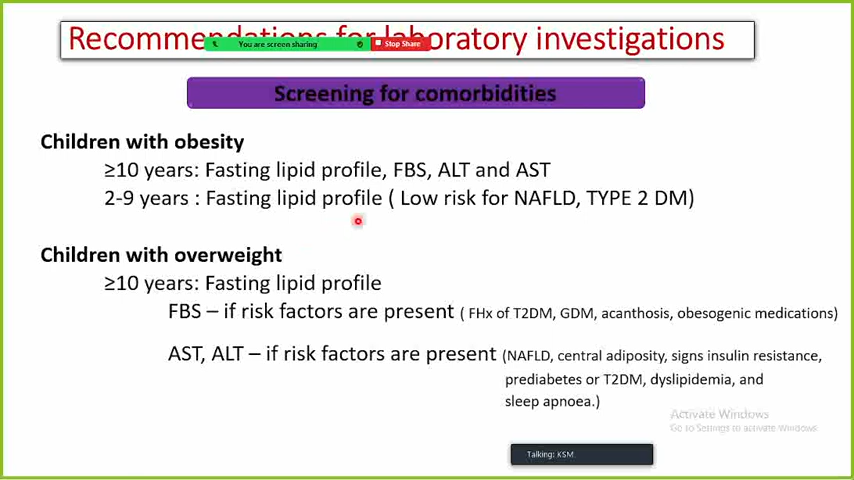 Recommendations for laboratory investigations
You are screen sharing
Stop Share
Screening for comorbidities
Children with obesity
≥10 years: Fasting lipid profile, FBS, ALT and AST
2-9 years : Fasting lipid profile ( Low risk for NAFLD, TYPE 2 DM)
Children with overweight
≥10 years: Fasting lipid profile
FBS – if risk factors are present ( FHx of T2DM, GDM, acanthosis, obesogenic medications)
AST, ALT – if risk factors are present (NAFLD, central adiposity, signs insulin resistance,
prediabetes or T2DM, dyslipidemia, and
sleep apnoea.)
Activate Windows
Go to Settings to activate Windows.
Talking: KSM